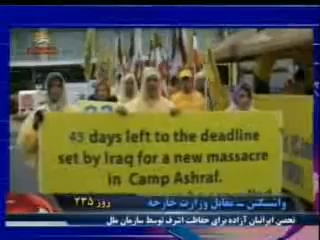 43 days left to the deadline
set by Iraq for a new massacre
in Camp Ashraf.
واشنگتن - مقابل وزارت خارجه
روز ۲۳۵
تحصن ایرانیان آزاده برای حفاظت اشرف توسط سازمان ملل